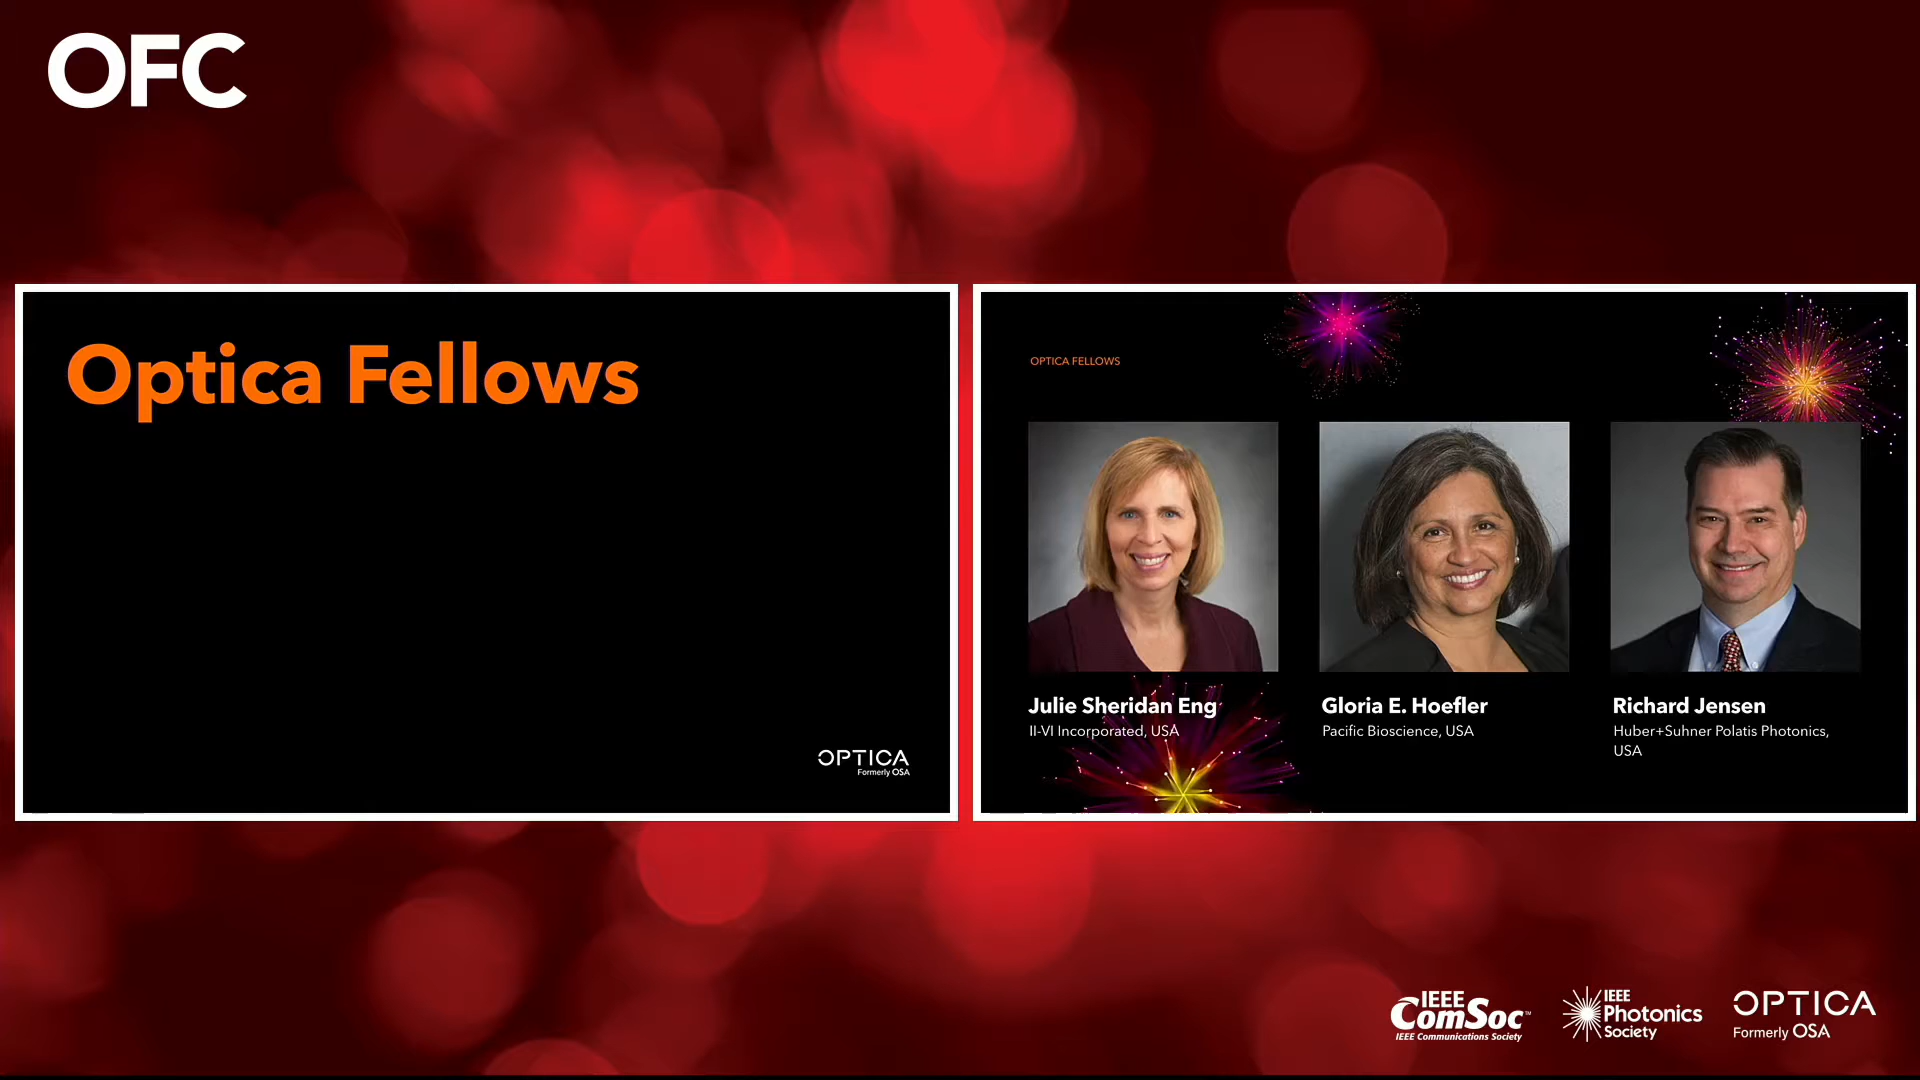 OFC
Optica Fellows
OPTICA
Formerly OSA
OPTICA FELLOWS
Julie Sheridan Eng
II-VI Incorporated, USA
Gloria E. Hoefler
Pacific Bioscience, USA
Richard Jensen
Huber+Suhner Polatis Photonics,
USA
IEEE
ComSoc™
IEEE Communications Society
IEEE
Photonics
Society
OPTICA
Formerly OSA